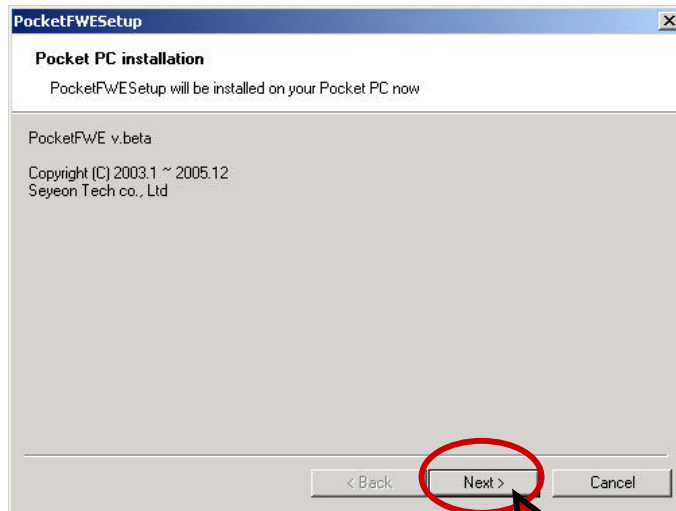 PocketFWESetup
Pocket PC installation
PocketFWESetup will be installed on your Pocket PC now
PocketFWE v.beta
Copyright (C) 2003.1 ~ 2005.12
Seyeon Tech co., Ltd
< Back
Next >
Cancel